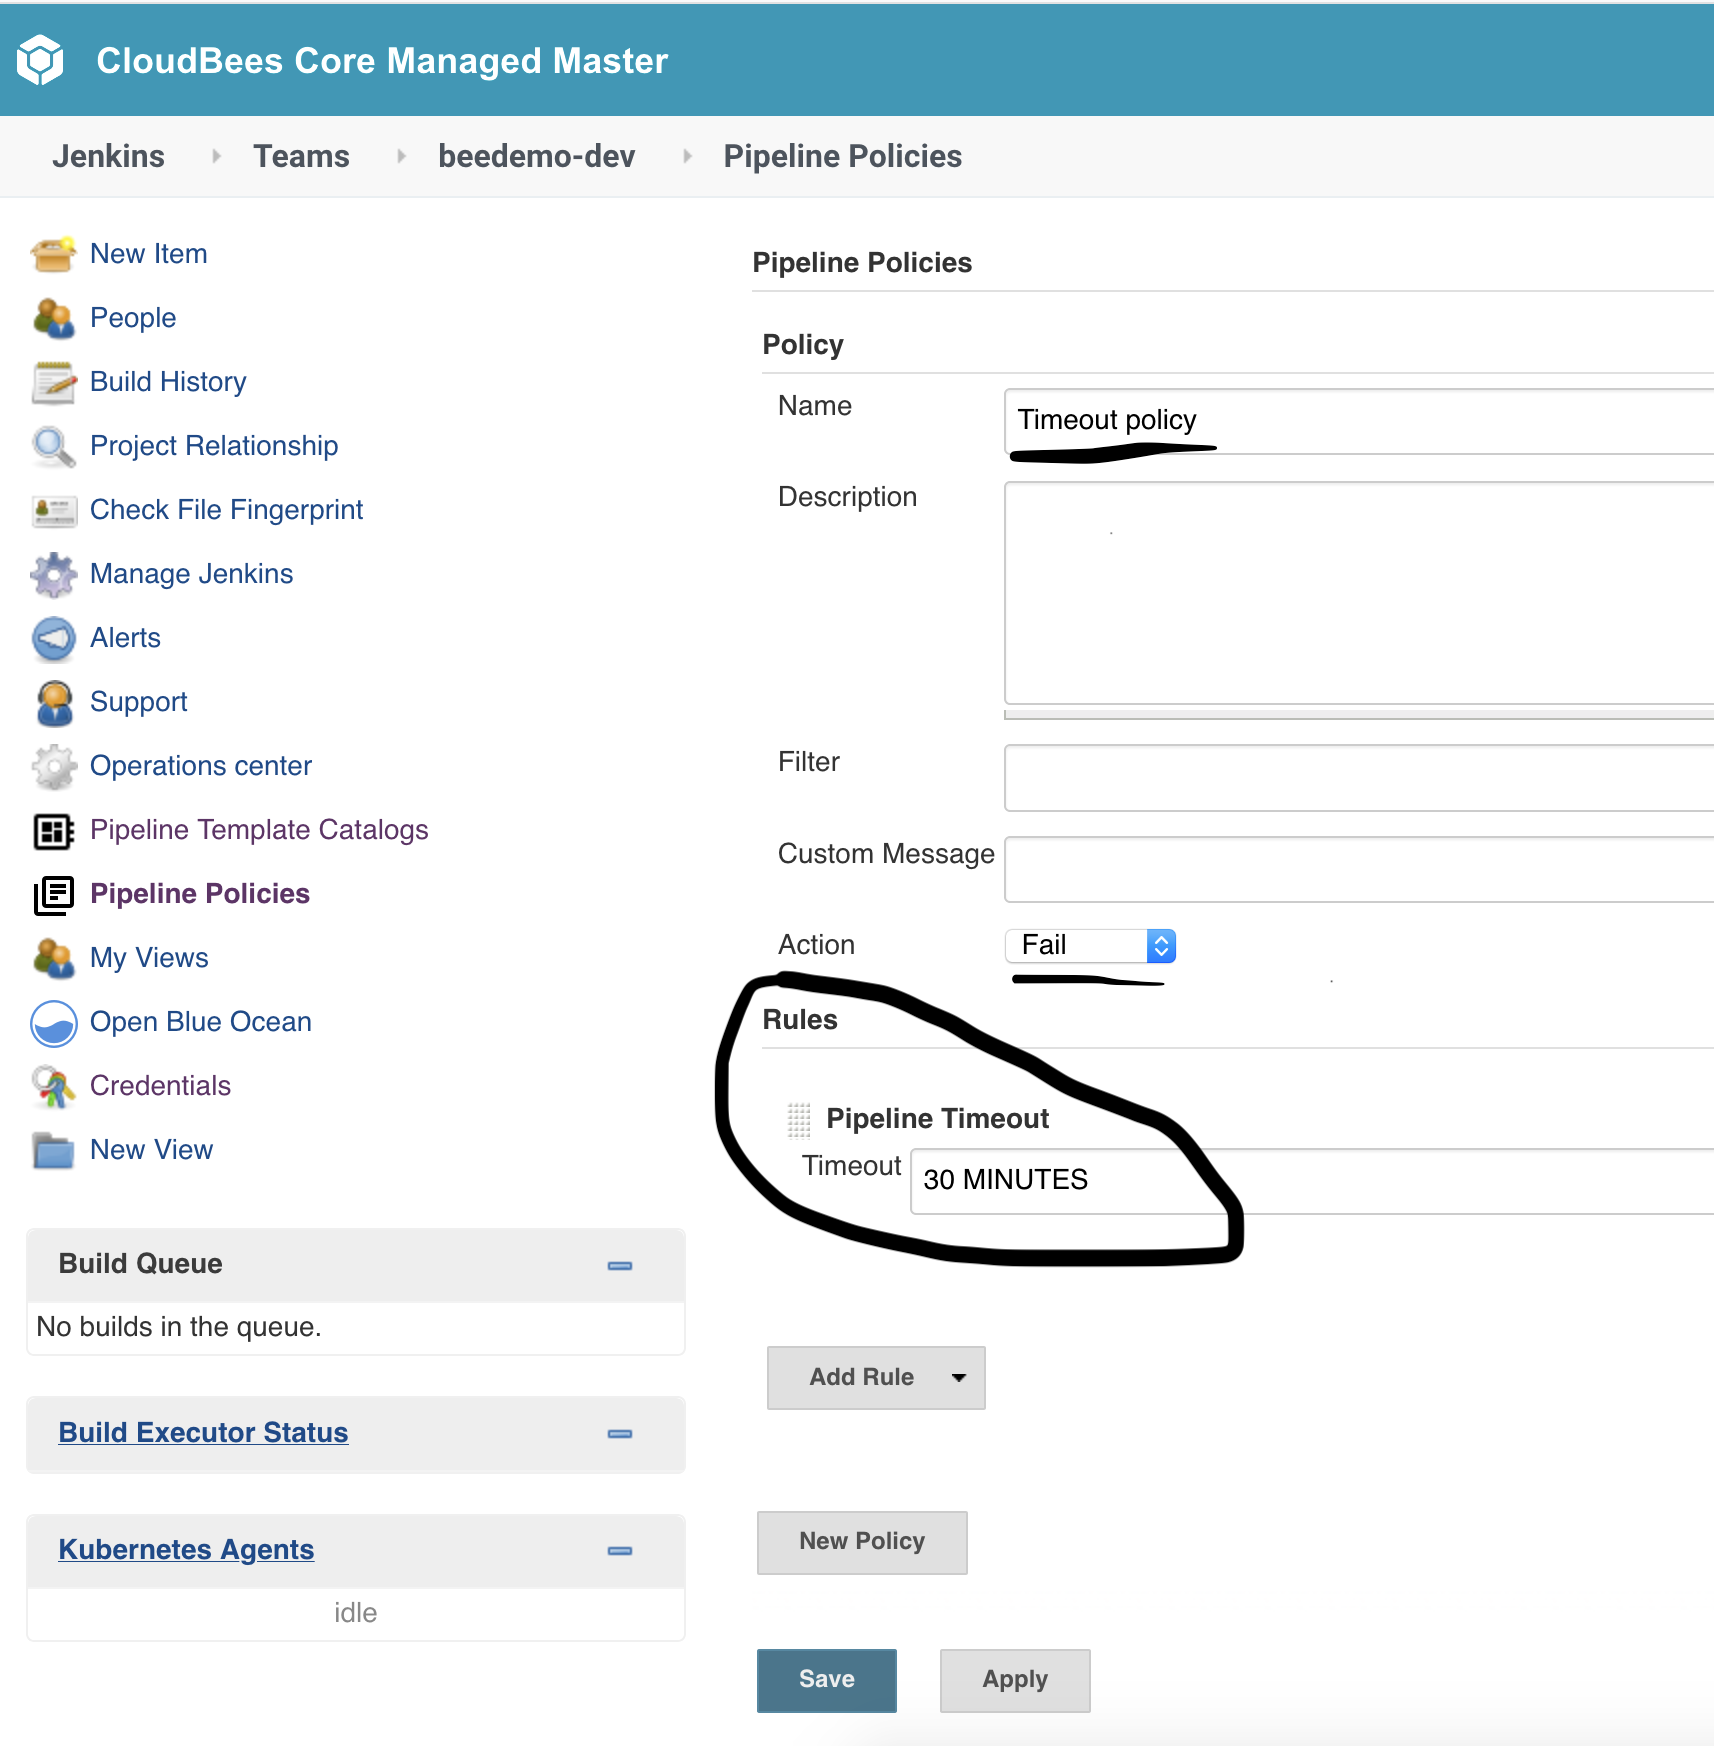 CloudBees Core Managed Master
Jenkins Teams beedemo-dev Pipeline Policies
New Item
People
Build History
Project Relationship
Check File Fingerprint
Manage Jenkins
Alerts
Support
Operations center
Pipeline Template Catalogs
Pipeline Policies
My Views
Open Blue Ocean
Credentials
New View
Build Queue
No builds in the queue.
Build Executor Status
Kubernetes Agents
idle
Pipeline Policies
Policy
Name Timeout policy
Description
Filter
Custom Message
Action Fail
Rules
Pipeline Timeout
Timeout 30 MINUTES
Add Rule
New Policy
Save Apply